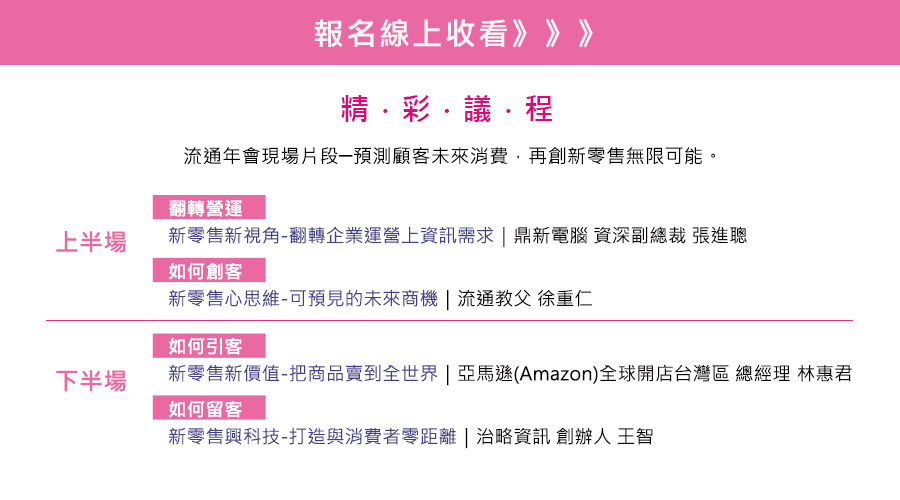 報名線上收看》》》
精．彩．議．程
流通年會現場片段─預測顧客未來消費，再創新零售無限可能。
上半場
翻轉營運
新零售新視角-翻轉企業運營上資訊需求｜鼎新電腦 資深副總裁 張進聰
如何創客
新零售心思維-可預見的未來商機｜流通教父 徐重仁
下半場
如何引客
新零售新價值-把商品賣到全世界｜亞馬遜(Amazon)全球開店台灣區 總經理 林惠君
如何留客
新零售興科技-打造與消費者零距離｜治略資訊 創辦人 王智